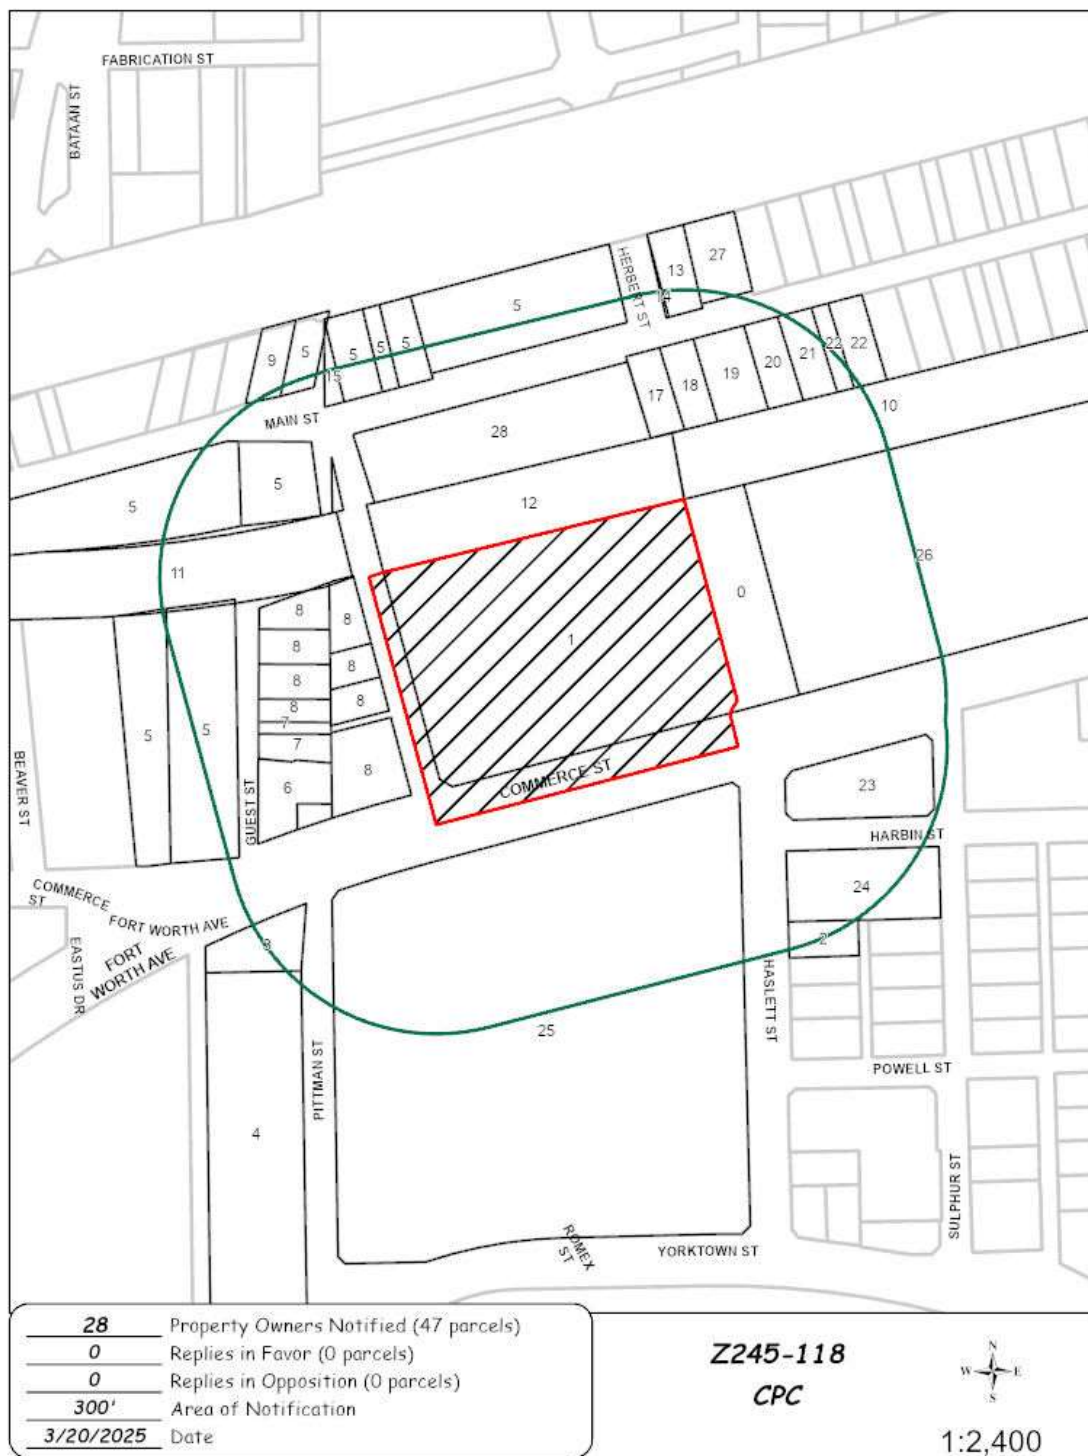 FABRICATION ST
BATAAN ST
HERBERT ST
13
27
5
9
5
5
5
5
15
MAIN ST
17
18
19
20
21
22
22
10
28
5
5
12
11
26
0
1
8
8
8
8
8
8
8
7
7
6
8
5
5
BEAVER ST
GUEST ST
COMMERCE ST
23
HARBIN ST
24
2
COMMERCE
ST
FORT WORTH AVE
FORT
WORTH AVE
EASTUS DR
HASLETT ST
25
PITTMAN ST
POWELL ST
4
SULPHUR ST
ROMEX
ST
YORKTOWN ST
28 Property Owners Notified (47 parcels)
0 Replies in Favor (0 parcels)
0 Replies in Opposition (0 parcels)
300' Area of Notification
3/20/2025 Date
Z245-118
CPC
N
W E
S
1:2,400